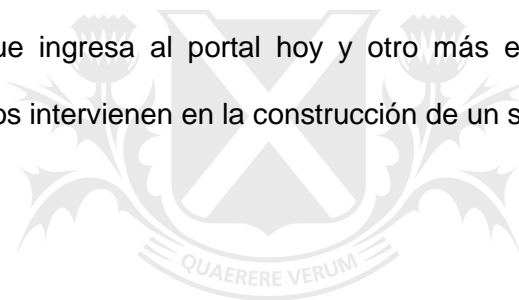 ue ingresa al portal hoy y otro más e
os intervienen en la construcción de un s
QUAERERE VERUM